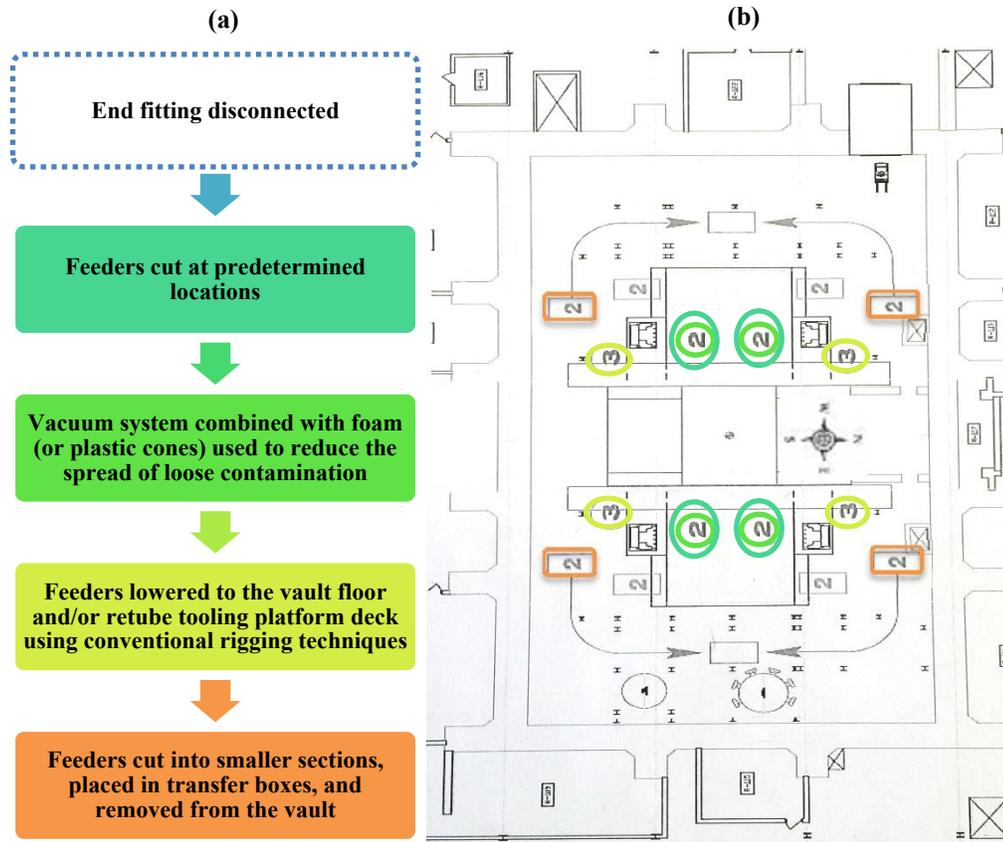 (a)
(b)
End fitting disconnected
Feeders cut at predetermined
locations
Vacuum system combined with foam
(or plastic cones) used to reduce the
spread of loose contamination
Feeders lowered to the vault floor
and/or retube tooling platform deck
using conventional rigging techniques
Feeders cut into smaller sections,
placed in transfer boxes, and
removed from the vault
2
2
2
2
2
2
3
3
S
N
3
3
2
2
2
2
2
2